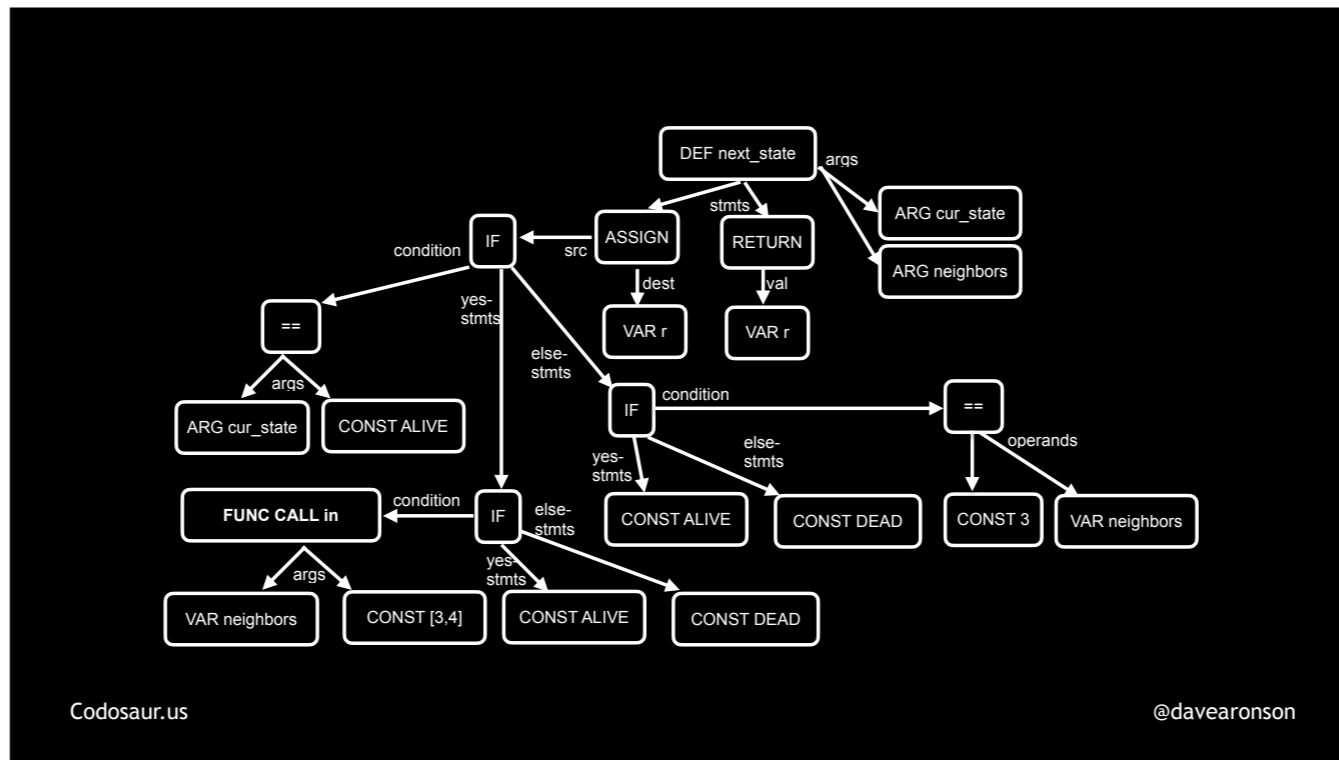 DEF next_state
args
ARG cur_state
stmts
IF
ASSIGN
RETURN
condition
src
ARG neighbors
dest
val
yes-
stmts
==
VAR r
VAR r
else-
stmts
args
IF
condition
==
ARG cur_state
CONST ALIVE
yes-
stmts
else-
stmts
operands
FUNC CALL in
condition
IF
else-
stmts
CONST ALIVE
CONST DEAD
CONST 3
VAR neighbors
args
yes-
stmts
VAR neighbors
CONST [3,4]
CONST ALIVE
CONST DEAD
Codosaur.us
@davearonson